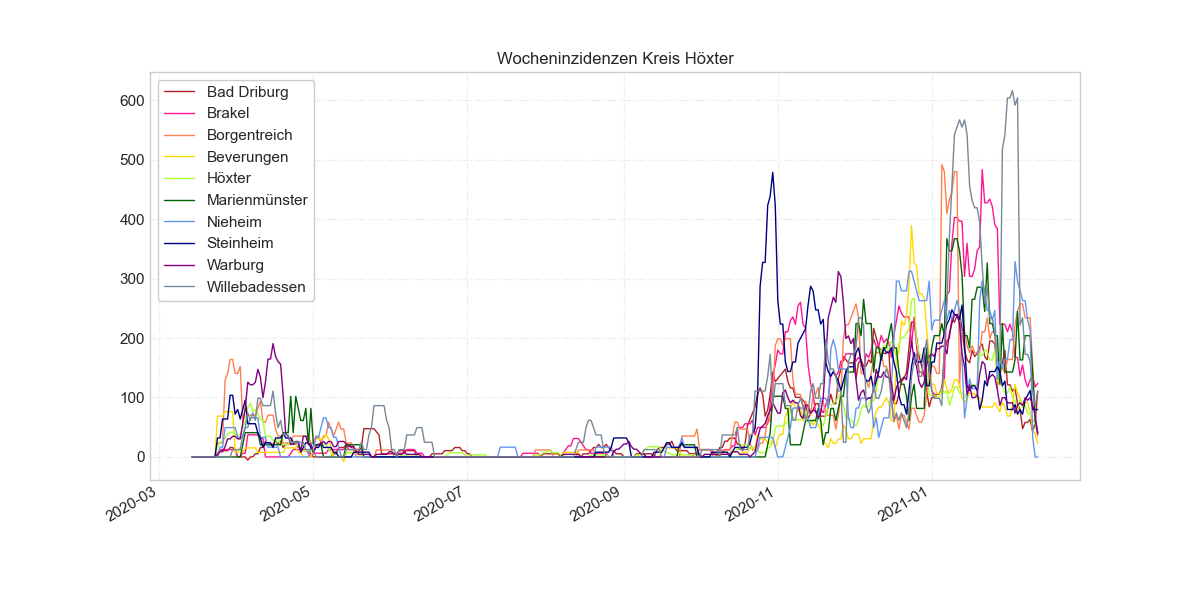 Wocheninzidenzen Kreis Höxter
Bad Driburg
Brakel
Borgentreich
Beverungen
Höxter
Marienmünster
Nieheim
Steinheim
Warburg
Willebadessen
600
500
400
300
200
100
0
2020-03
2020-05
2020-07
2020-09
2020-11
2021-01